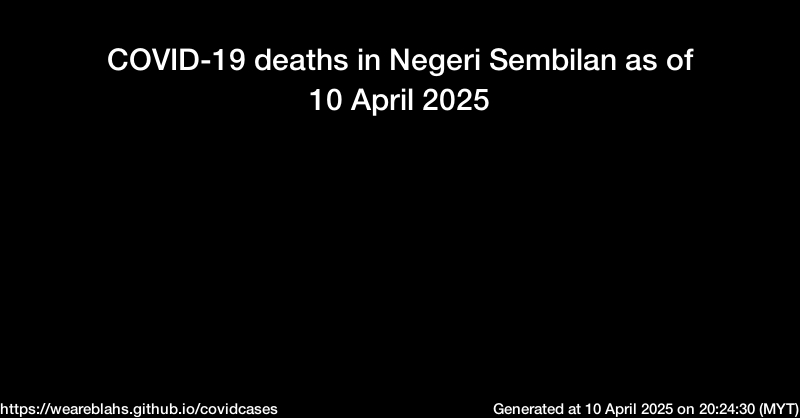 COVID-19 deaths in Negeri Sembilan as of
10 April 2025
https://weareblahs.github.io/covidcases
Generated at 10 April 2025 on 20:24:30 (MYT)